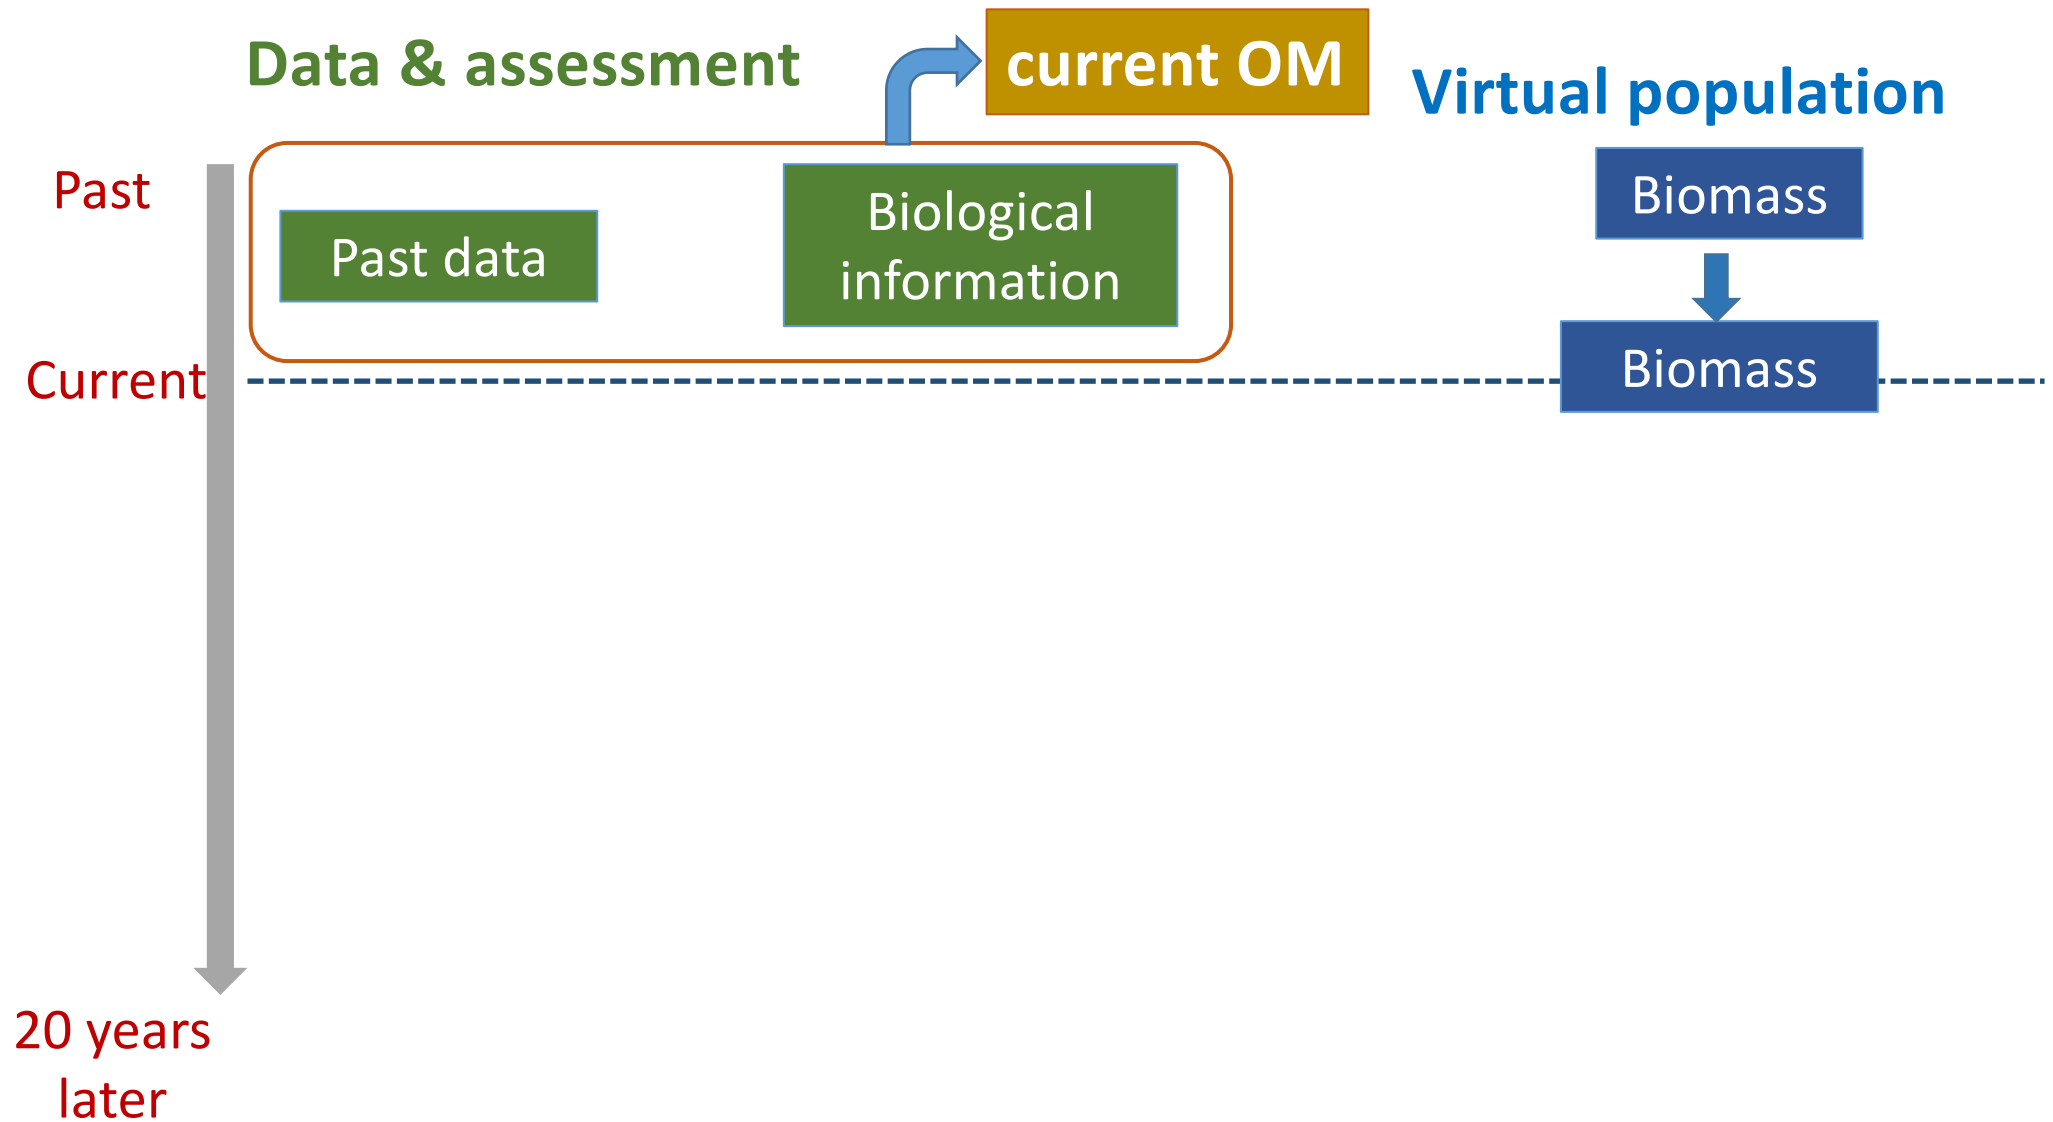 Data & assessment
current OM
Virtual population
Past
Past data
Biological
information
Biomass
Current
Biomass
20 years
later